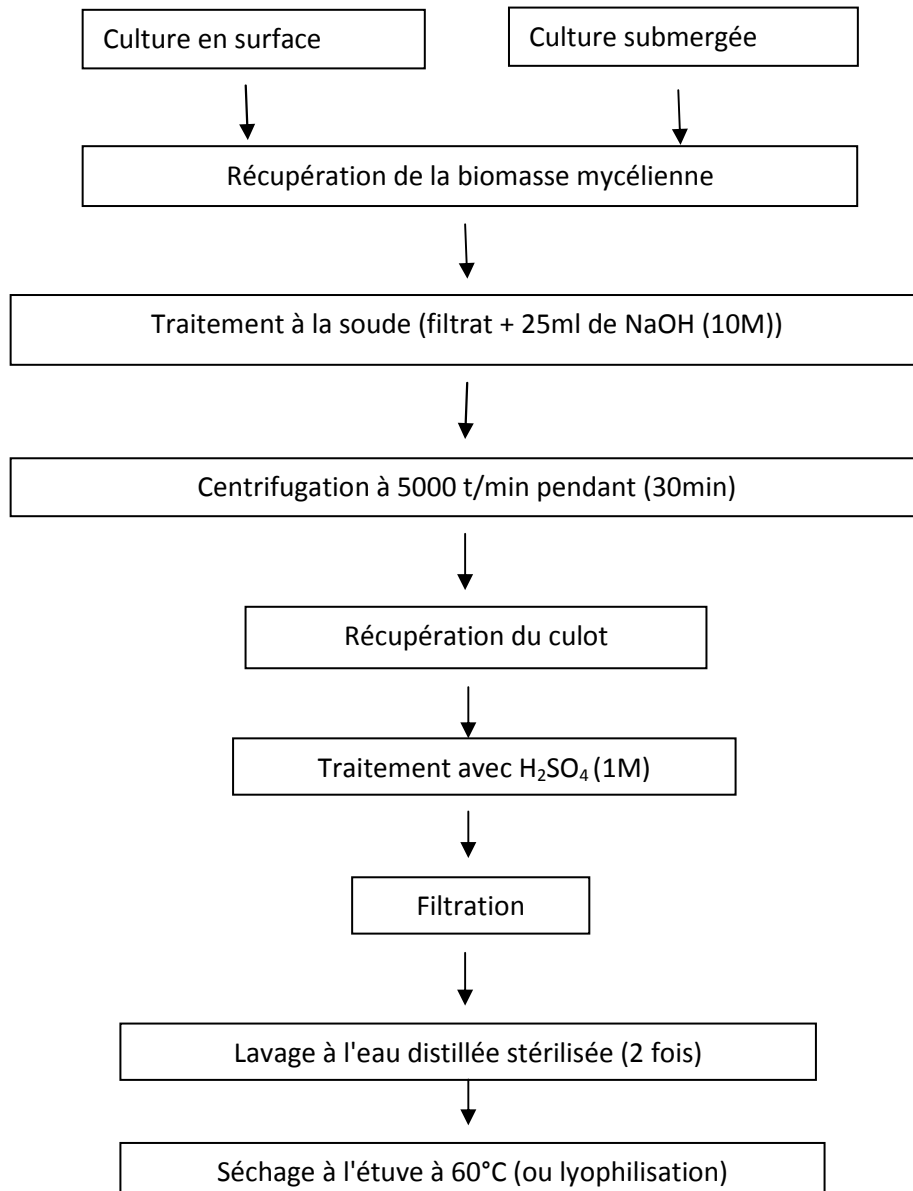 Culture en surface
Culture submergée
Récupération de la biomasse mycélienne
Traitement à la soude (filtrat + 25ml de NaOH (10M))
Centrifugation à 5000 t/min pendant (30min)
Récupération du culot
Traitement avec H₂SO₄ (1M)
Filtration
Lavage à l'eau distillée stérilisée (2 fois)
Séchage à l'étuve à 60°C (ou lyophilisation)